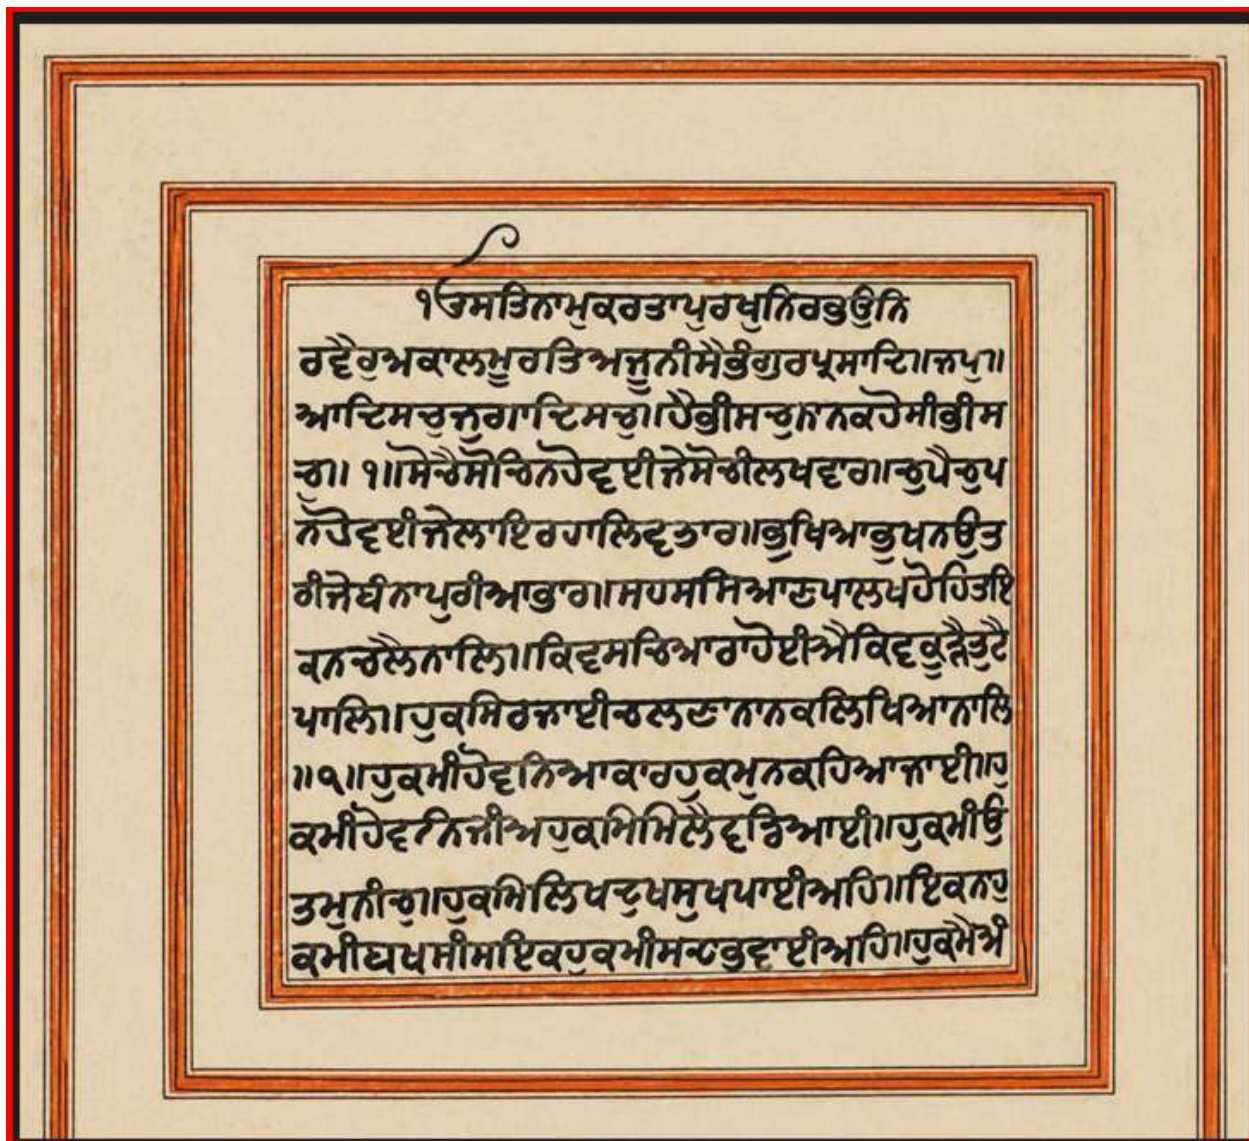 ੧ੳਸਤਿਨਾਮੁਕਰਤਾਪੁਰਖੁਨਿਰਭਉਨਿ
ਰਵੈਰੁਅਕਾਲਮੂਰਤਿਅਜੂਨੀਸੈਭੰਗੁਰਪ੍ਰਸਾਦਿ॥ਜਪੁ॥
ਆਦਿਸਚੁਜੁਗਾਦਿਸਚੁ॥ਹੈਭੀਸਚੁਨਾਨਕਹੋਸੀਭੀਸ
ਚੁ॥੧॥ਸੋਚੈਸੋਚਿਨਹੋਵਈਜੇਸੋਚੀਲਖਵਾਰ॥ਚੁਪੈਚੁਪ
ਨਹੋਵਈਜੇਲਾਇਰਹਾਲਿਵਤਾਰ॥ਭੁਖਿਆਭੁਖਨਉਤ
ਰੀਜੇਬੰਨਾਪੁਰੀਆਭਾਰ॥ਸਹਸਸਿਆਣਪਾਲਖਹੋਹਿਤਇ
ਕਨਚਲੈਨਾਲਿ॥ਕਿਵਸਚਿਆਰਾਹੋਈਐਕਿਵਕੂੜੈਤੁਟੈ
ਪਾਲਿ॥ਹੁਕਮਿਰਜਾਈਚਲਣਾਨਾਨਕਲਿਖਿਆਨਾਲਿ
॥੧॥ਹੁਕਮੀਹੋਵਨਿਆਕਾਰਹੁਕਮੁਨਕਹਿਆਜਾਈ॥ਹੁ
ਕਮੀਹੋਵਨਿਜੀਅਹੁਕਮਿਮਿਲੈਵਡਿਆਈ॥ਹੁਕਮੀਉ
ਤਮੁਨੀਚੁ॥ਹੁਕਮਿਲਿਖਦੁਖਸੁਖਪਾਈਅਹਿ॥ਇਕਨਾਹੁ
ਕਮੀਬਖਸੀਸਇਕਹੁਕਮੀਸਦਾਭਵਾਈਅਹਿ॥ਹੁਕਮੈਅੰ